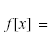 f[x] =